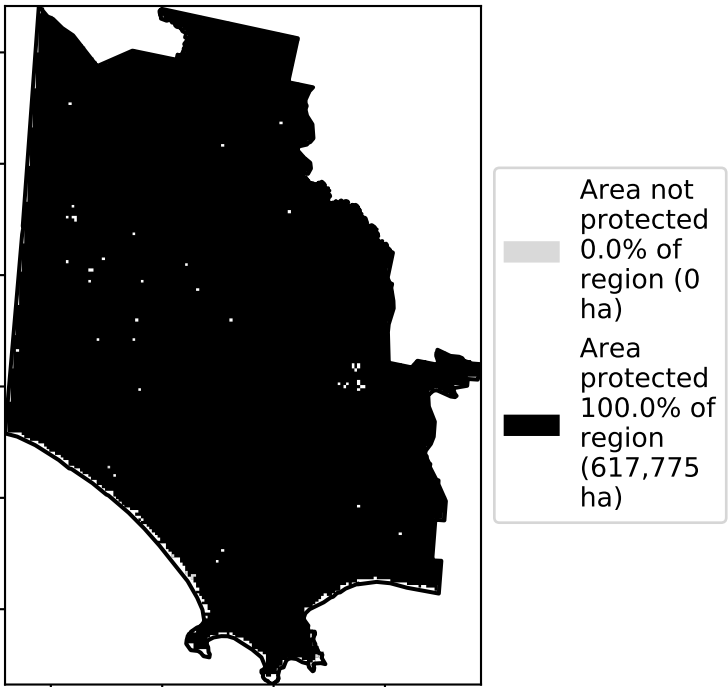 Area not
protected
0.0% of
region (0
ha)
Area
protected
100.0% of
region
(617,775
ha)